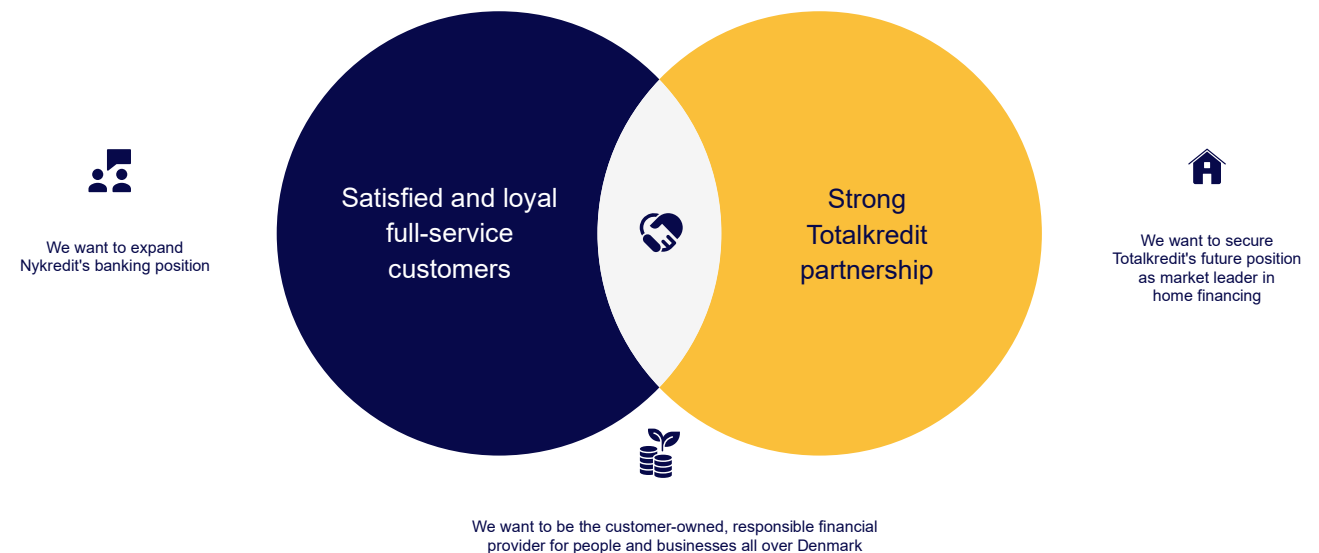 We want to expand
Nykredit's banking position
Satisfied and loyal
full-service
customers
Strong
Totalkredit
partnership
We want to secure
Totalkredit's future position
as market leader in
home financing
We want to be the customer-owned, responsible financial
provider for people and businesses all over Denmark